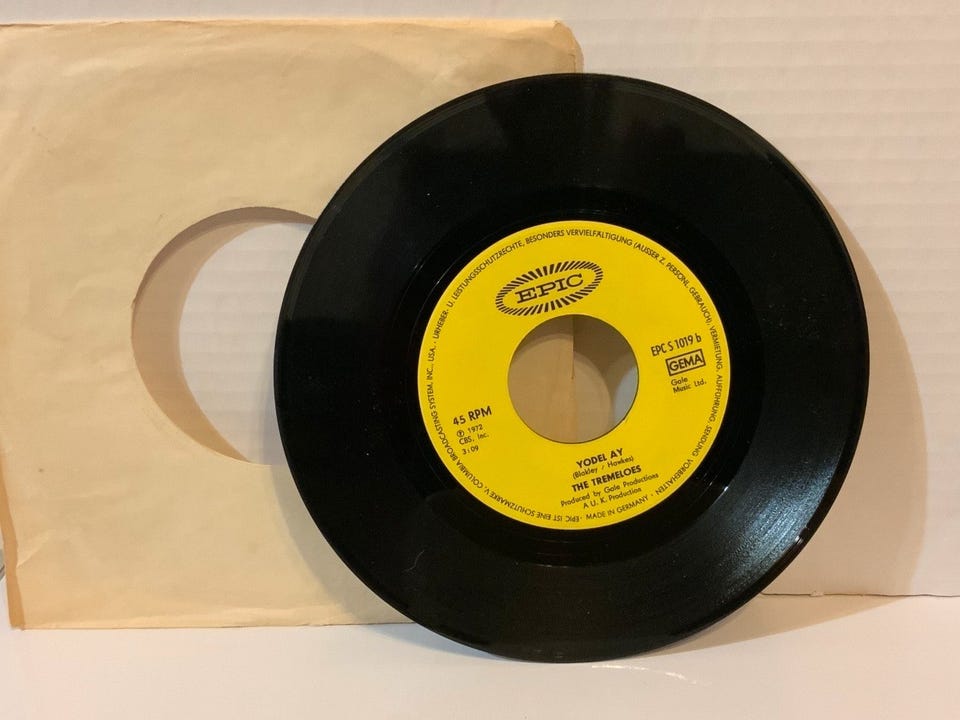 URHEBER- U. LEISTUNGSSCHUTZRECHTE, BESONDERS VERVIELFÄLTIGUNG (AUSSER Z. PERSÖNL. GEBRAUCH), VERMIETUNG, AUFFÜHRUNG, SENDUNG VORBEHALTEN ·
EPIC
EPC S 1019 b
GEMA
Gale
Music Ltd.
45 RPM
℗ 1972
CBS, Inc.
3:09
YODEL AY
(Blakley / Hawkes)
THE TREMELOES
Produced by Gale Productions
A U. K. Production
· MADE IN GERMANY ·
EPIC IST EINE SCHUTZMARKE V. COLUMBIA BROADCASTING SYSTEM, INC., USA. ·